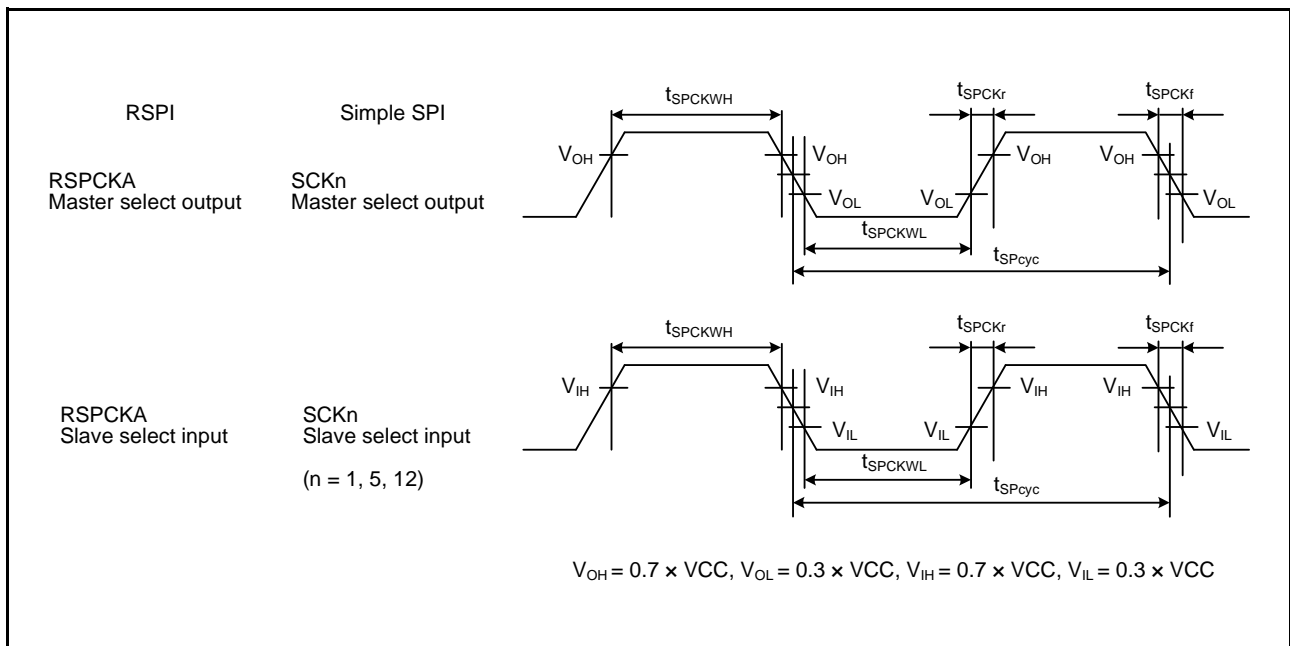 RSPI
Simple SPI
RSPCKA
Master select output
SCKn
Master select output
tSPCKWH
tSPCKr
tSPCKf
VOH
VOH
VOH
VOH
VOL
VOL
VOL
tSPCKWL
tSPcyc
RSPCKA
Slave select input
SCKn
Slave select input
(n = 1, 5, 12)
tSPCKWH
tSPCKr
tSPCKf
VIH
VIH
VIH
VIH
VIL
VIL
VIL
tSPCKWL
tSPcyc
VOH = 0.7 × VCC, VOL = 0.3 × VCC, VIH = 0.7 × VCC, VIL = 0.3 × VCC